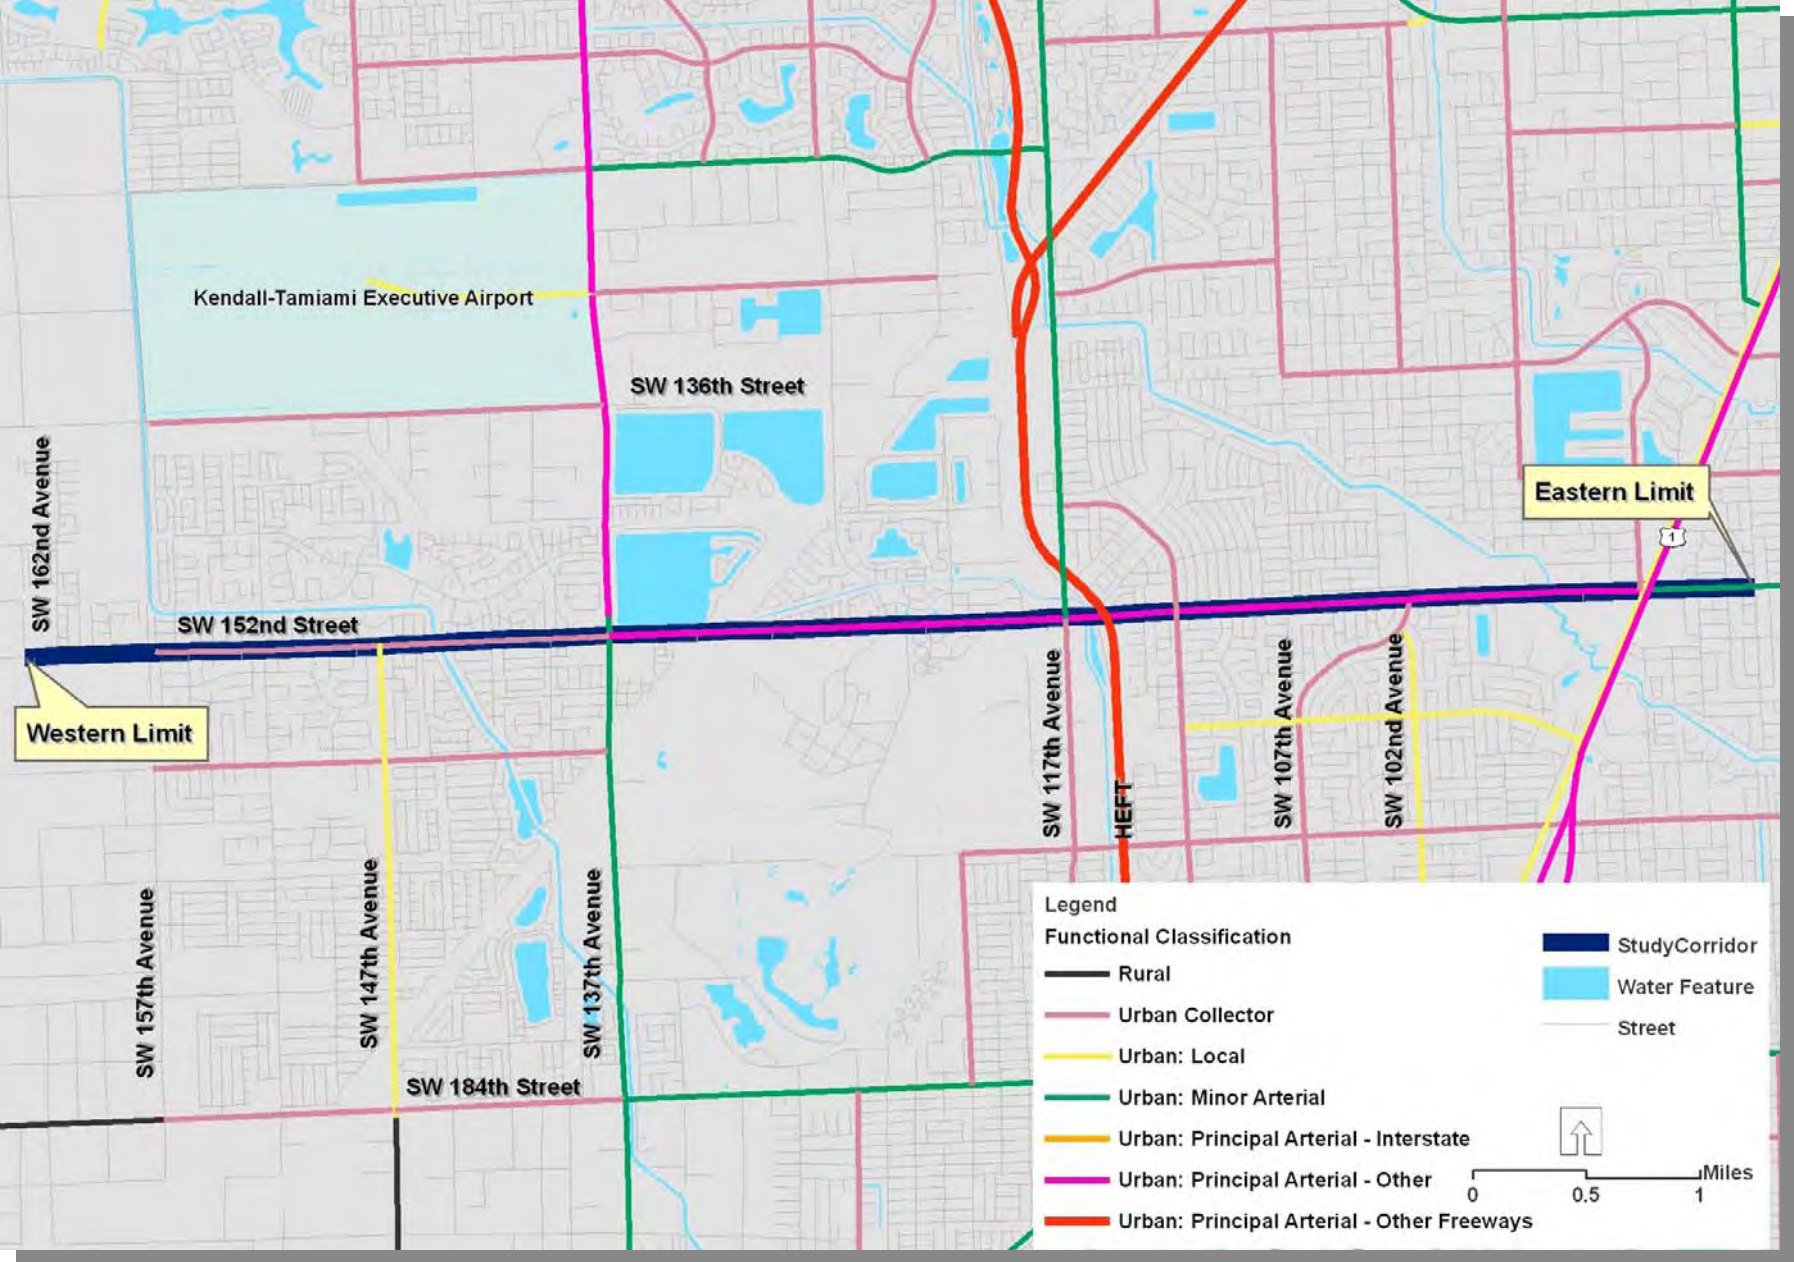 Kendall-Tamiami Executive Airport
SW 136th Street
SW 162nd Avenue
Eastern Limit
1
SW 152nd Street
Western Limit
SW 117th Avenue
HEFT
SW 107th Avenue
SW 102nd Avenue
SW 157th Avenue
SW 147th Avenue
SW 137th Avenue
SW 184th Street
Legend
Functional Classification
Rural
Urban Collector
Urban: Local
Urban: Minor Arterial
Urban: Principal Arterial - Interstate
Urban: Principal Arterial - Other
Urban: Principal Arterial - Other Freeways
StudyCorridor
Water Feature
Street
Miles
0 0.5 1